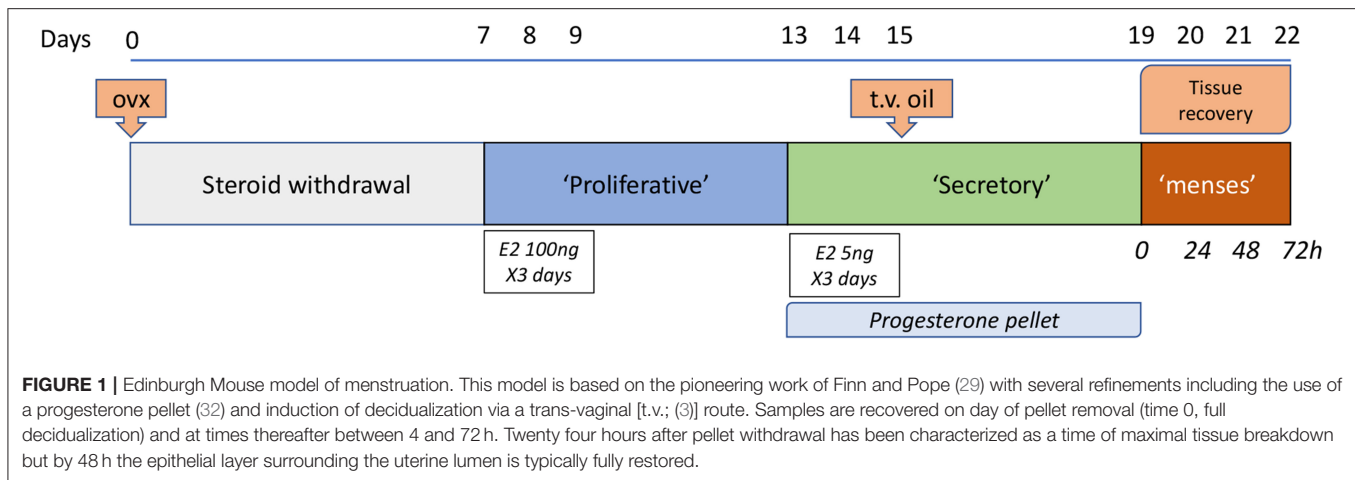 Days 0 7 8 9 13 14 15 19 20 21 22
ovx
t.v. oil
Tissue
recovery
Steroid withdrawal
‘Proliferative’
‘Secretory’
‘menses’
E2 100ng
X3 days
E2 5ng
X3 days
0 24 48 72h
Progesterone pellet
FIGURE 1 | Edinburgh Mouse model of menstruation. This model is based on the pioneering work of Finn and Pope (29) with several refinements including the use of
a progesterone pellet (32) and induction of decidualization via a trans-vaginal [t.v.; (3)] route. Samples are recovered on day of pellet removal (time 0, full
decidualization) and at times thereafter between 4 and 72 h. Twenty four hours after pellet withdrawal has been characterized as a time of maximal tissue breakdown
but by 48 h the epithelial layer surrounding the uterine lumen is typically fully restored.